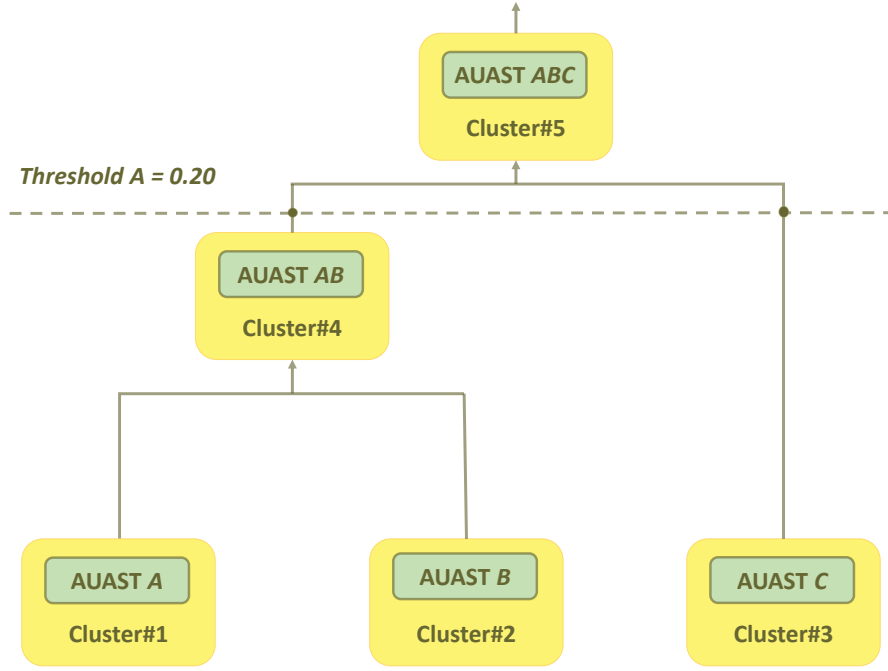 AUAST ABC
Cluster#5
Threshold A = 0.20
AUAST AB
Cluster#4
AUAST A
Cluster#1
AUAST B
Cluster#2
AUAST C
Cluster#3